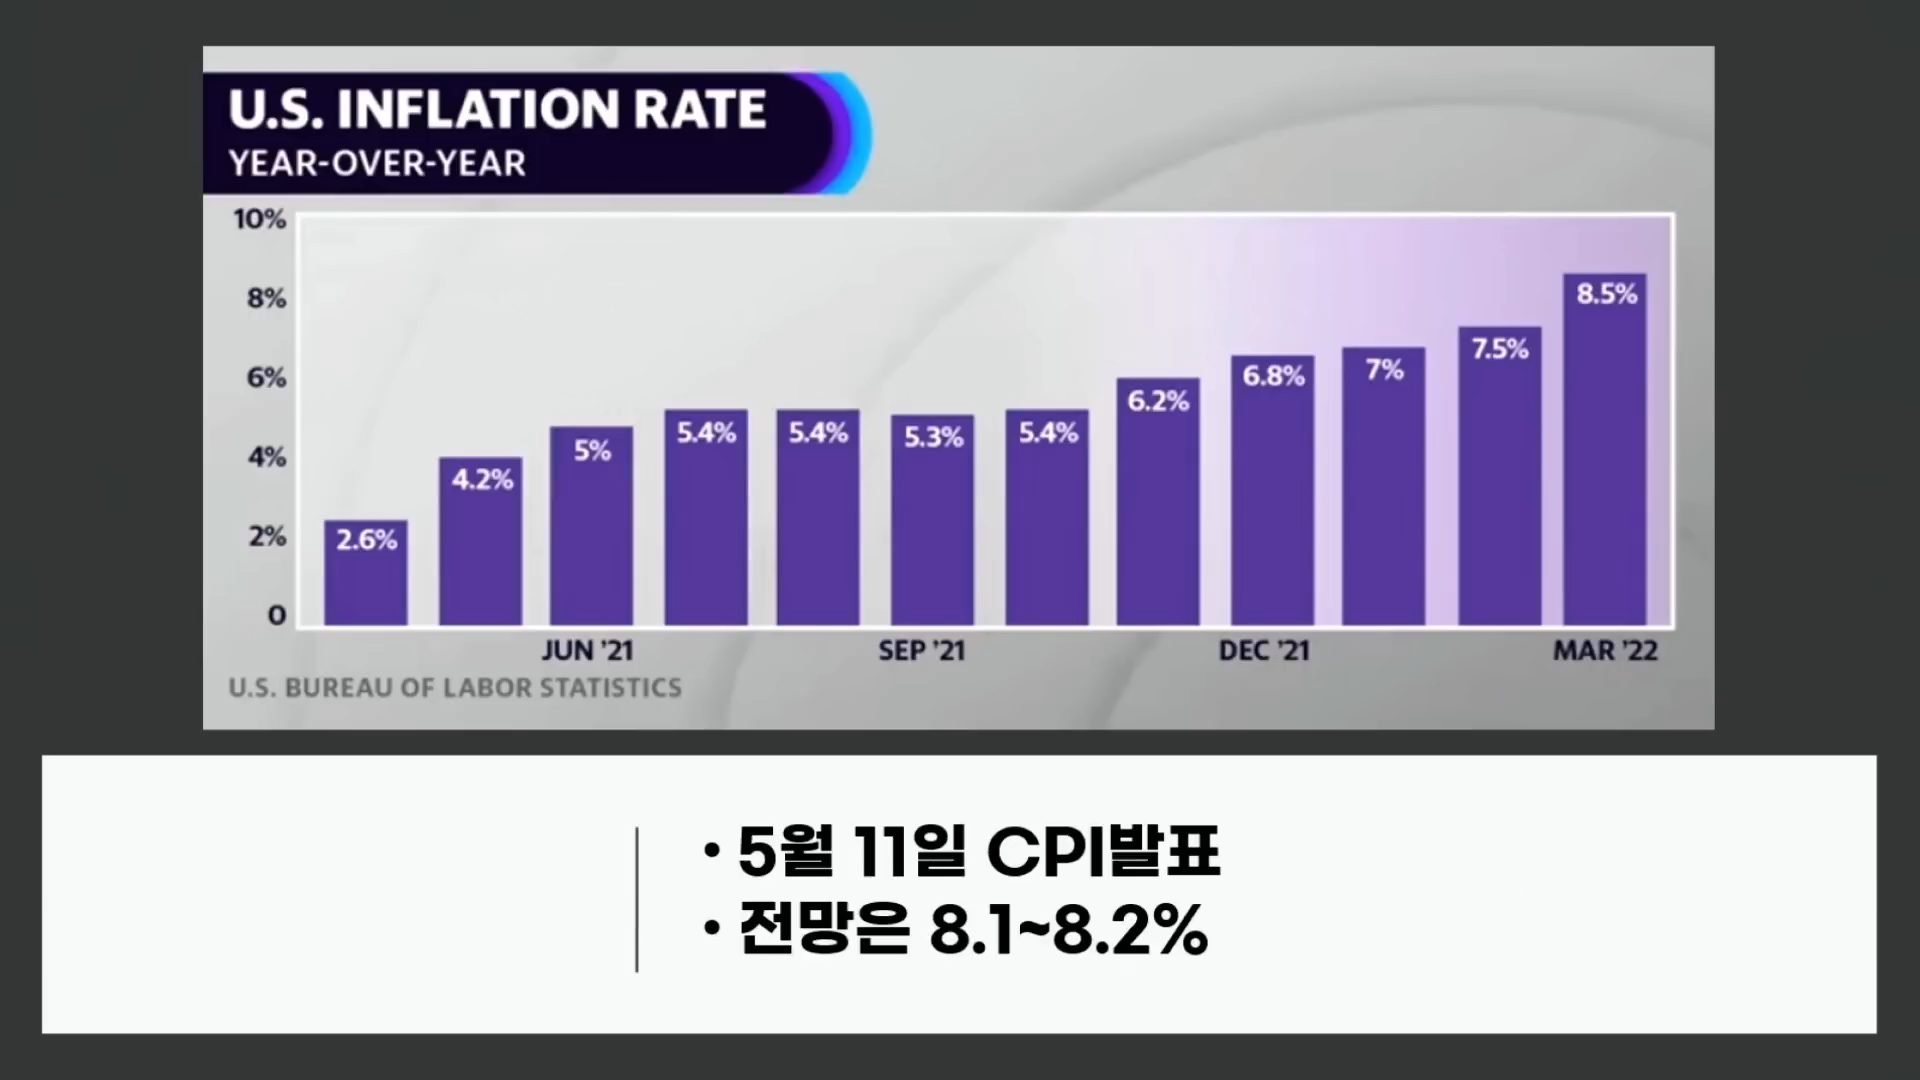 U.S. INFLATION RATE
YEAR-OVER-YEAR
10%
8%
6%
4%
2%
0
2.6%
4.2%
5%
5.4%
5.4%
5.3%
5.4%
6.2%
6.8%
7%
7.5%
8.5%
JUN '21
SEP '21
DEC '21
MAR '22
U.S. BUREAU OF LABOR STATISTICS
• 5월 11일 CPI발표
• 전망은 8.1~8.2%